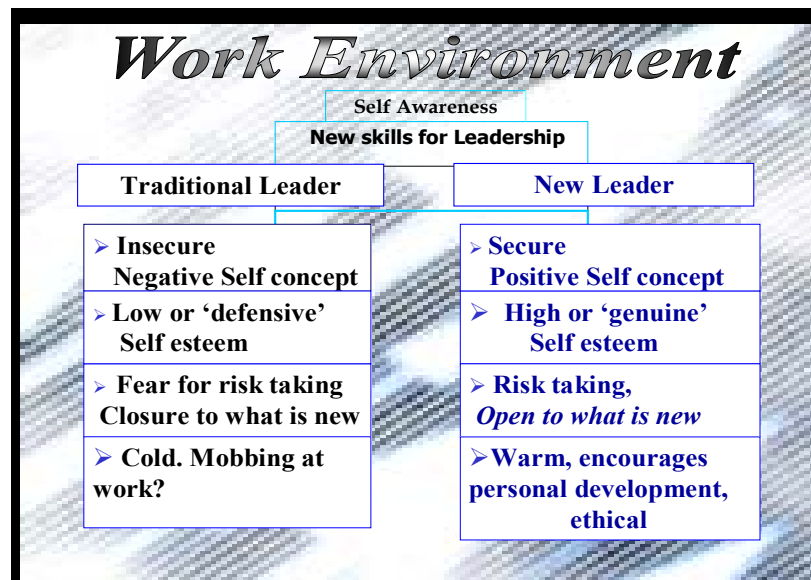 Work Environment
Self Awareness
New skills for Leadership
Traditional Leader
New Leader
➢ Insecure
Negative Self concept
➢ Low or ‘defensive’
Self esteem
➢ Fear for risk taking
Closure to what is new
➢ Cold. Mobbing at
work?
➢ Secure
Positive Self concept
➢ High or ‘genuine’
Self esteem
➢ Risk taking,
Open to what is new
➢ Warm, encourages
personal development,
ethical